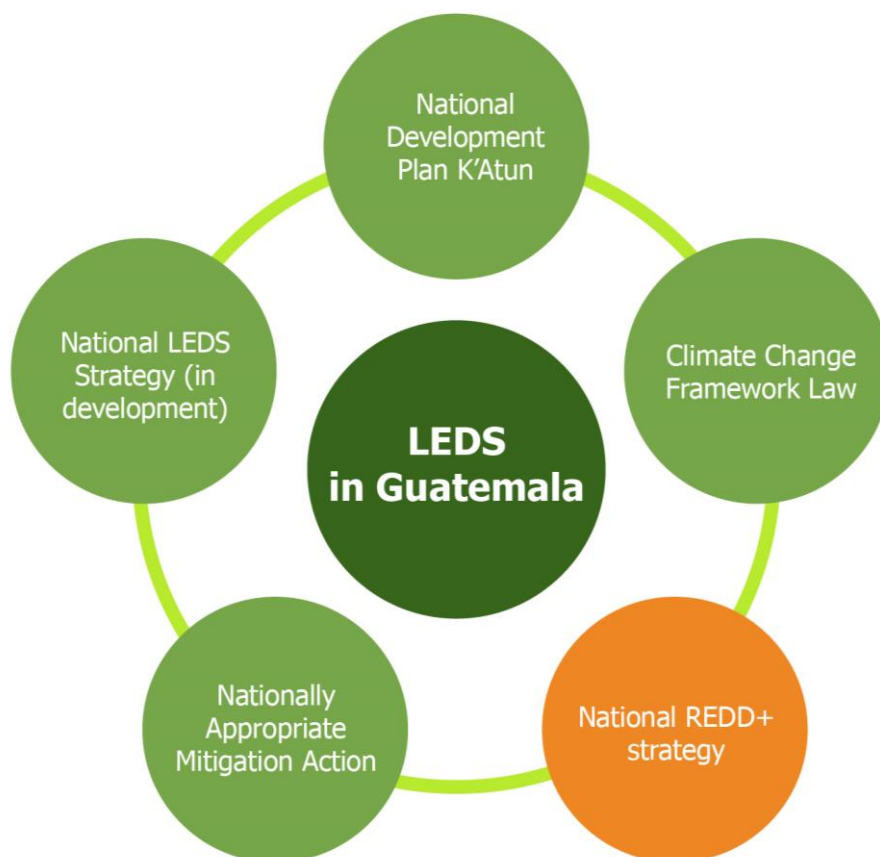 National
Development
Plan K'Atun
National LEDS
Strategy (in
development)
Climate Change
Framework Law
LEDS
in Guatemala
Nationally
Appropriate
Mitigation Action
National REDD+
strategy